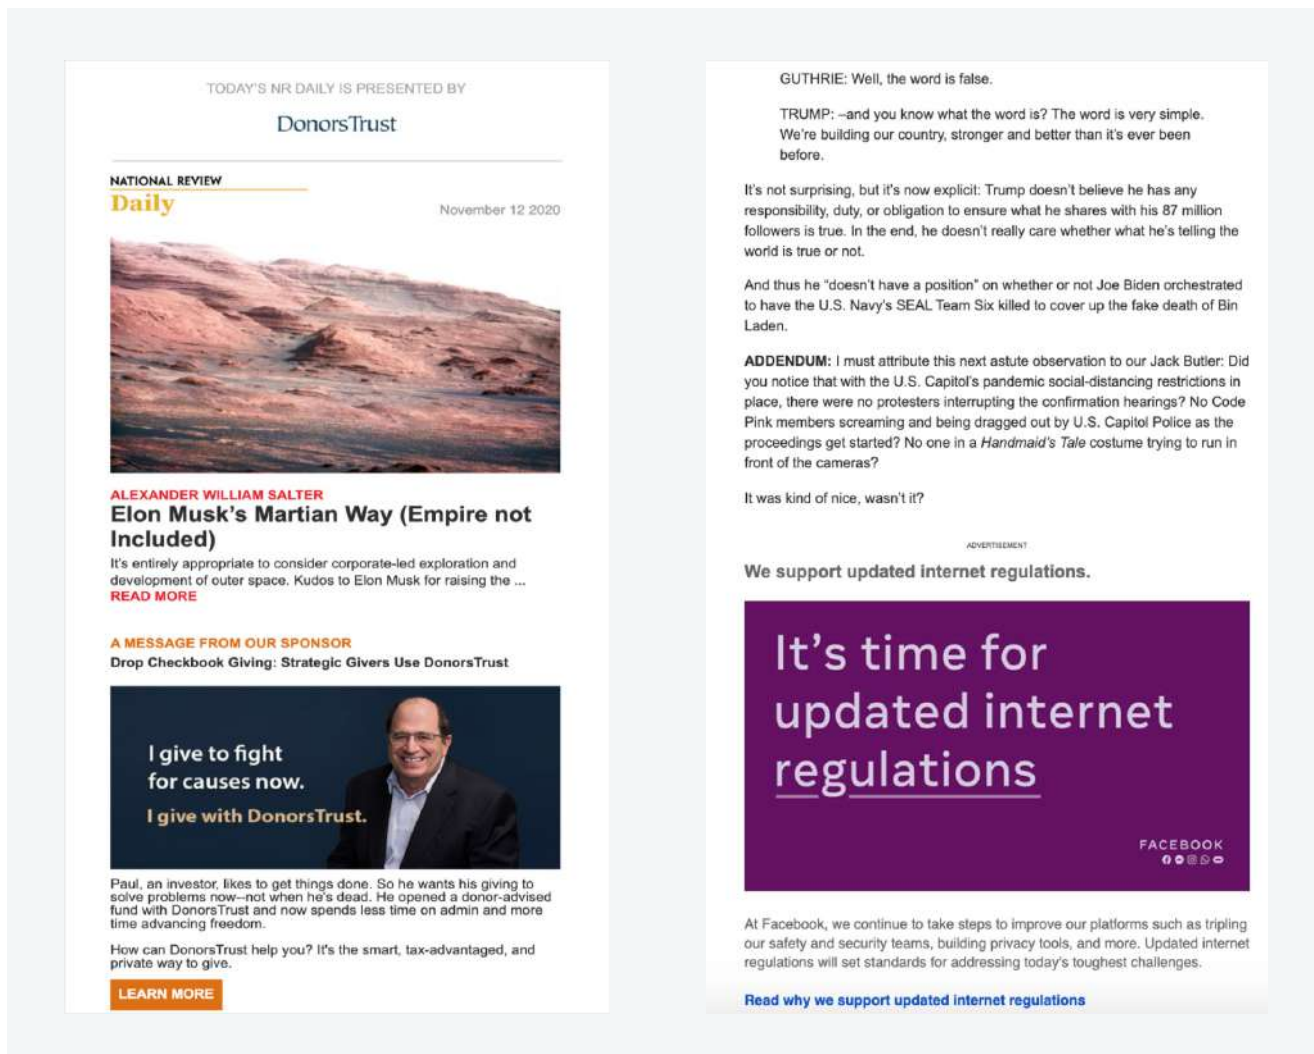 TODAY'S NR DAILY IS PRESENTED BY
DonorsTrust
NATIONAL REVIEW
Daily
November 12 2020
ALEXANDER WILLIAM SALTER
Elon Musk's Martian Way (Empire not
Included)
It's entirely appropriate to consider corporate-led exploration and
development of outer space. Kudos to Elon Musk for raising the ...
READ MORE
A MESSAGE FROM OUR SPONSOR
Drop Checkbook Giving: Strategic Givers Use DonorsTrust
I give to fight
for causes now.
I give with DonorsTrust.
Paul, an investor, likes to get things done. So he wants his giving to
solve problems now--not when he's dead. He opened a donor-advised
fund with DonorsTrust and now spends less time on admin and more
time advancing freedom.
How can DonorsTrust help you? It's the smart, tax-advantaged, and
private way to give.
LEARN MORE
GUTHRIE: Well, the word is false.
TRUMP: –and you know what the word is? The word is very simple.
We're building our country, stronger and better than it's ever been
before.
It's not surprising, but it's now explicit: Trump doesn't believe he has any
responsibility, duty, or obligation to ensure what he shares with his 87 million
followers is true. In the end, he doesn't really care whether what he's telling the
world is true or not.
And thus he “doesn't have a position” on whether or not Joe Biden orchestrated
to have the U.S. Navy's SEAL Team Six killed to cover up the fake death of Bin
Laden.
ADDENDUM: I must attribute this next astute observation to our Jack Butler: Did
you notice that with the U.S. Capitol's pandemic social-distancing restrictions in
place, there were no protesters interrupting the confirmation hearings? No Code
Pink members screaming and being dragged out by U.S. Capitol Police as the
proceedings get started? No one in a Handmaid's Tale costume trying to run in
front of the cameras?
It was kind of nice, wasn't it?
ADVERTISEMENT
We support updated internet regulations.
It's time for
updated internet
regulations
FACEBOOK
At Facebook, we continue to take steps to improve our platforms such as tripling
our safety and security teams, building privacy tools, and more. Updated internet
regulations will set standards for addressing today's toughest challenges.
Read why we support updated internet regulations